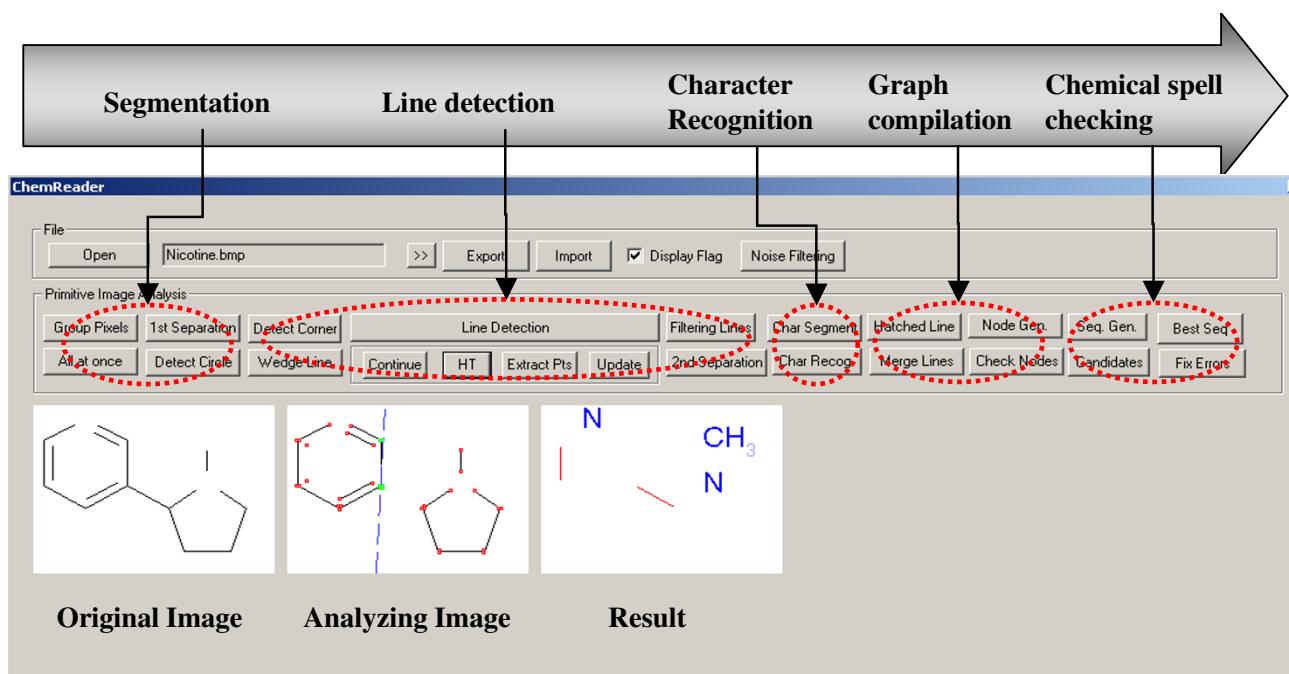 Segmentation
Line detection
Character
Recognition
Graph
compilation
Chemical spell
checking
ChemReader
File
Open
Nicotine.bmp
>>
Export
Import
Display Flag
Noise Filtering
Primitive Image Analysis
Group Pixels
1st Separation
Detect Corner
Line Detection
Filtering Lines
Char Segment
Hatched Line
Node Gen.
Seq. Gen.
Best Seq
All at once
Detect Circle
Wedge Line
Continue
HT
Extract Pts
Update
2nd Separation
Char Recog.
Merge Lines
Check Nodes
Candidates
Fix Errors
N
CH3
N
Original Image
Analyzing Image
Result